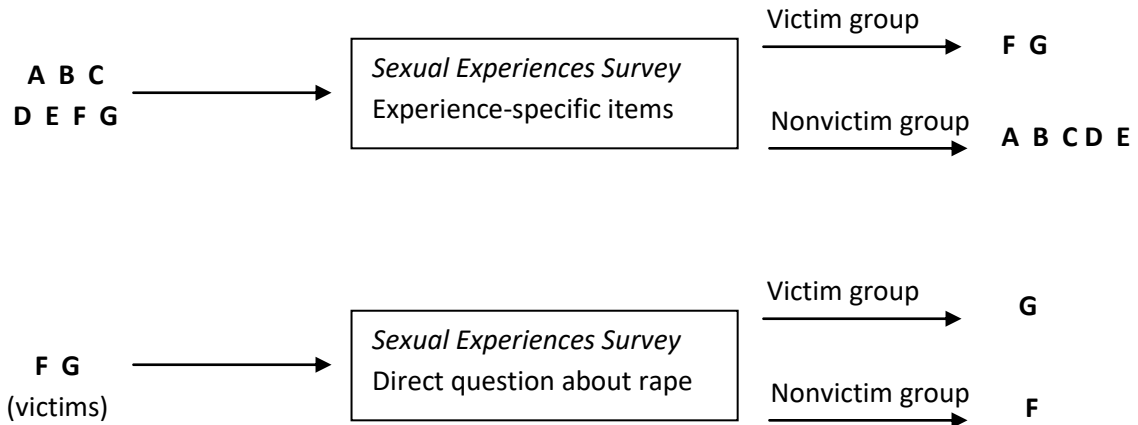 Victim group
F G
A B C
D E F G
Sexual Experiences Survey
Experience-specific items
Nonvictim group
A B C D E
Victim group
G
Sexual Experiences Survey
Direct question about rape
F G
(victims)
Nonvictim group
F